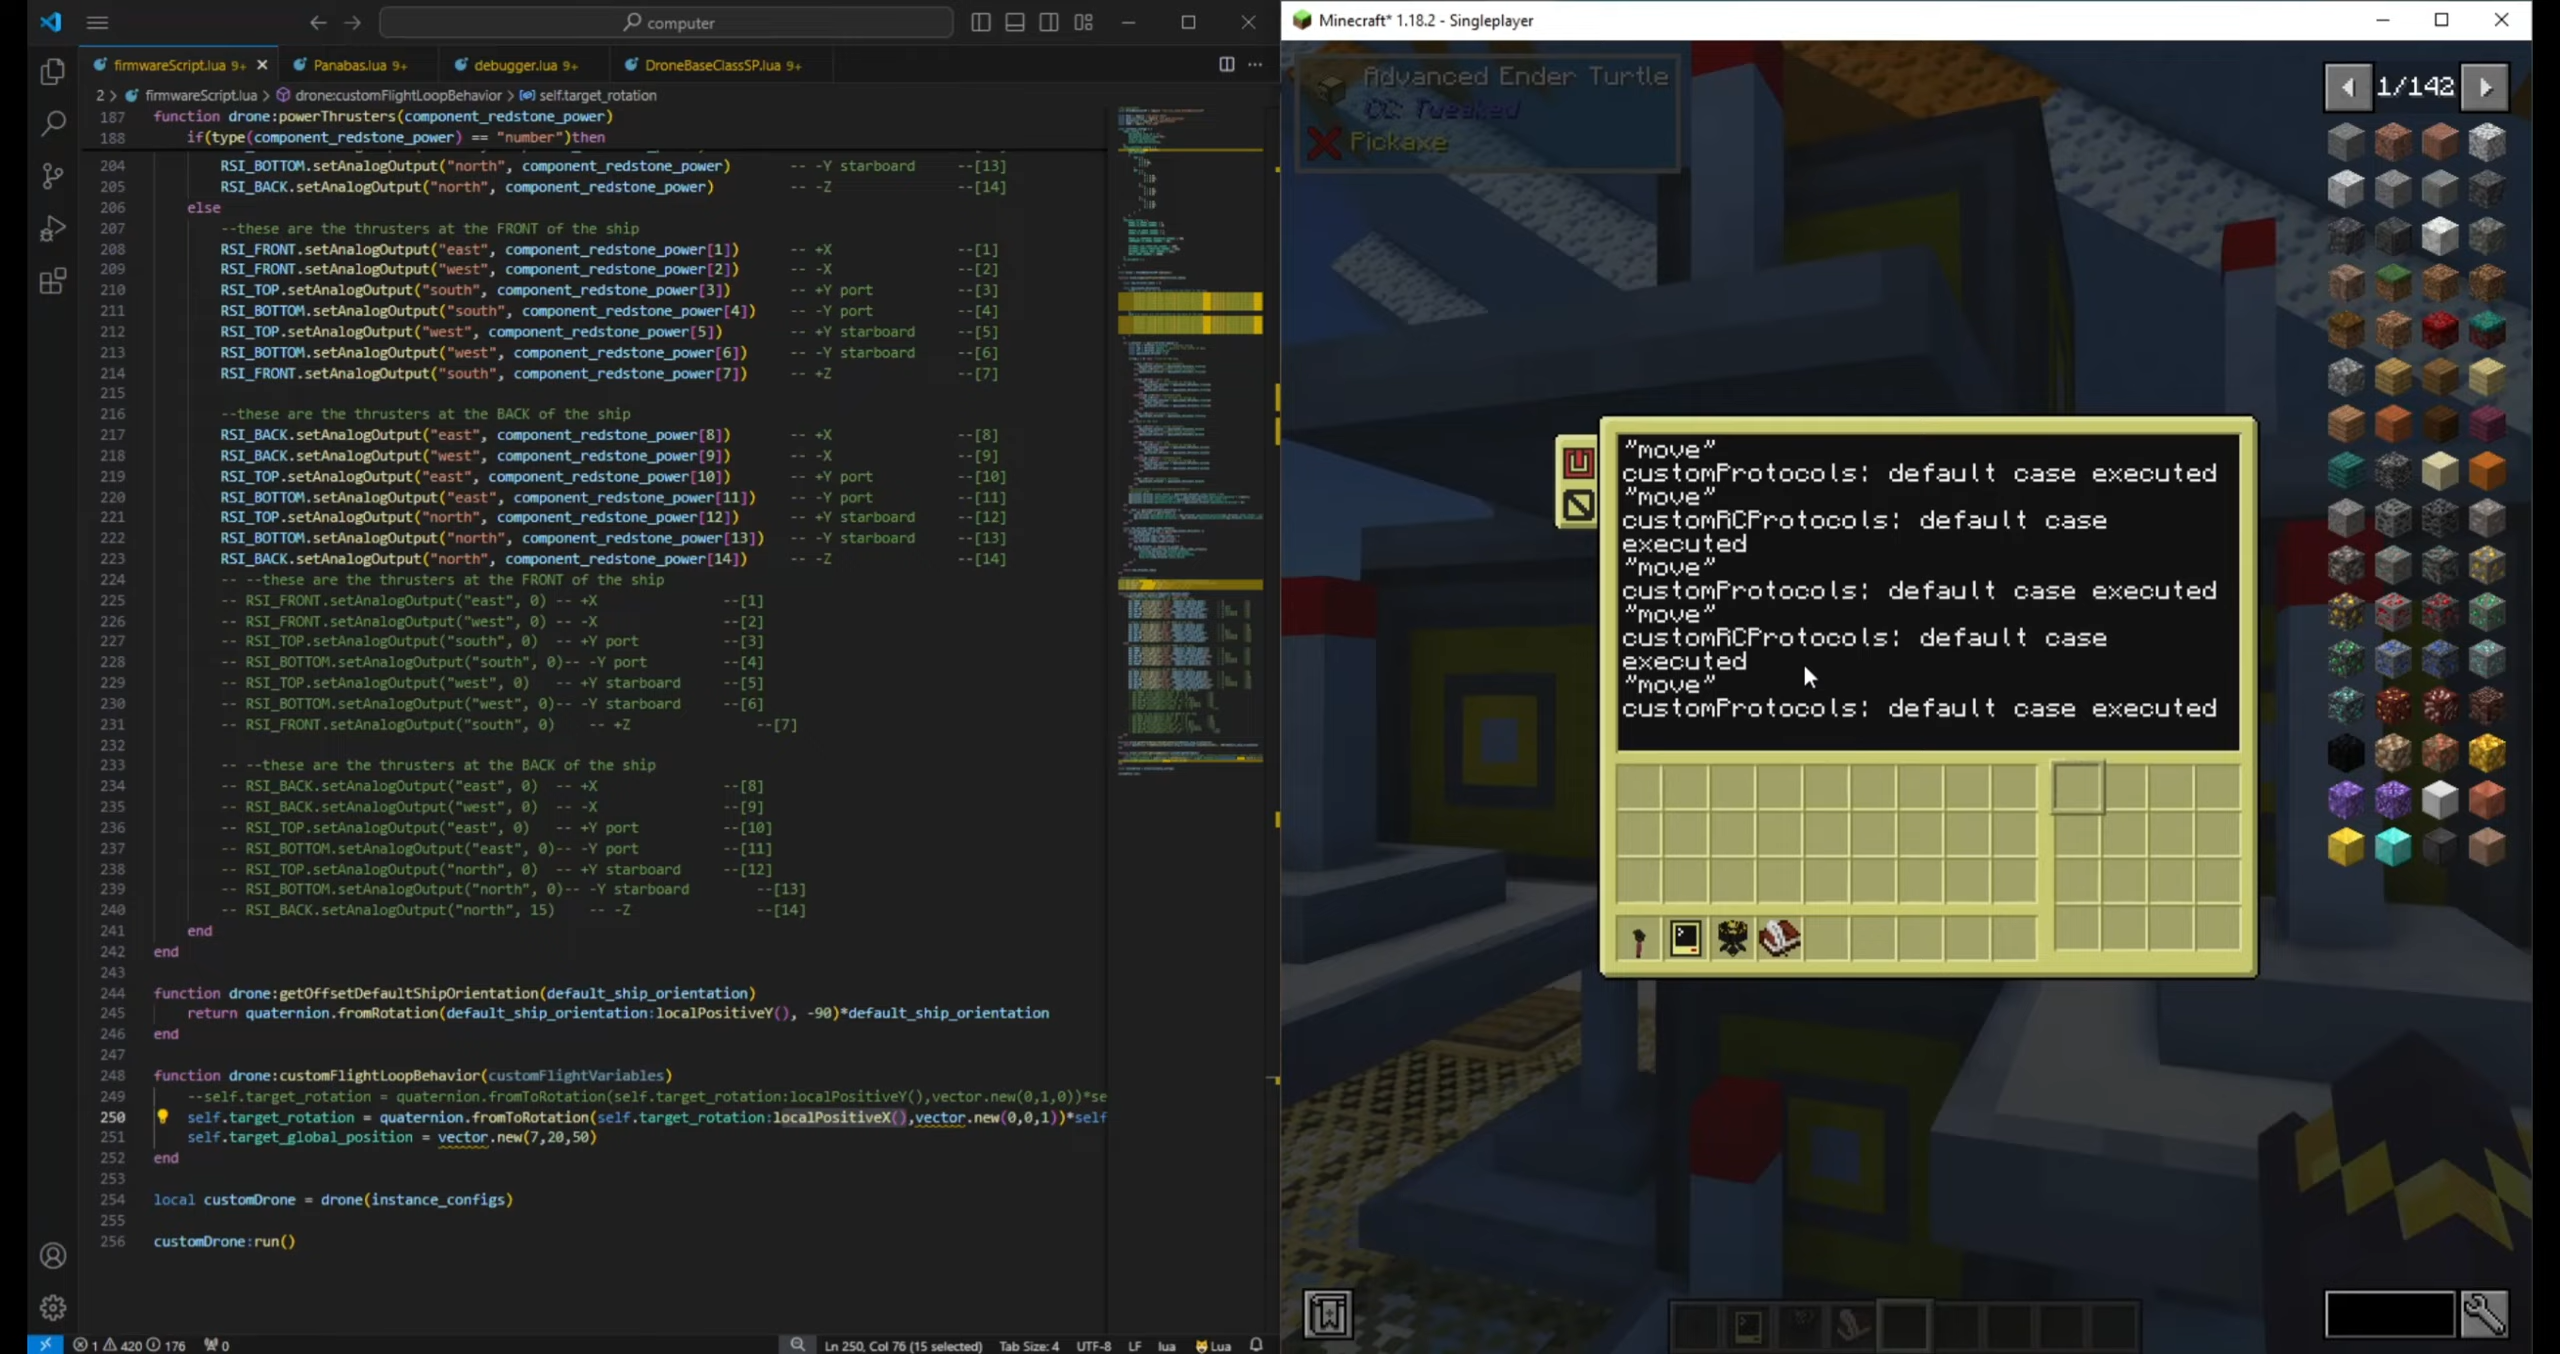 computer
firmwareScript.lua 9+
Panabas.lua 9+
debugger.lua 9+
DroneBaseClassSP.lua 9+
2 > firmwareScript.lua > drone:customFlightLoopBehavior > self.target_rotation
187 function drone:powerThrusters(component_redstone_power)
188 if(type(component_redstone_power) == "number")then
204 RSI_BOTTOM.setAnalogOutput("north", component_redstone_power) -- -Y starboard --[13]
205 RSI_BACK.setAnalogOutput("north", component_redstone_power) -- -Z --[14]
206 else
207 --these are the thrusters at the FRONT of the ship
208 RSI_FRONT.setAnalogOutput("east", component_redstone_power[1]) -- +X --[1]
209 RSI_FRONT.setAnalogOutput("west", component_redstone_power[2]) -- -X --[2]
210 RSI_TOP.setAnalogOutput("south", component_redstone_power[3]) -- +Y port --[3]
211 RSI_BOTTOM.setAnalogOutput("south", component_redstone_power[4]) -- -Y port --[4]
212 RSI_TOP.setAnalogOutput("west", component_redstone_power[5]) -- +Y starboard --[5]
213 RSI_BOTTOM.setAnalogOutput("west", component_redstone_power[6]) -- -Y starboard --[6]
214 RSI_FRONT.setAnalogOutput("south", component_redstone_power[7]) -- +Z --[7]
215
216 --these are the thrusters at the BACK of the ship
217 RSI_BACK.setAnalogOutput("east", component_redstone_power[8]) -- +X --[8]
218 RSI_BACK.setAnalogOutput("west", component_redstone_power[9]) -- -X --[9]
219 RSI_TOP.setAnalogOutput("east", component_redstone_power[10]) -- +Y port --[10]
220 RSI_BOTTOM.setAnalogOutput("east", component_redstone_power[11]) -- -Y port --[11]
221 RSI_TOP.setAnalogOutput("north", component_redstone_power[12]) -- +Y starboard --[12]
222 RSI_BOTTOM.setAnalogOutput("north", component_redstone_power[13]) -- -Y starboard --[13]
223 RSI_BACK.setAnalogOutput("north", component_redstone_power[14]) -- -Z --[14]
224 -- --these are the thrusters at the FRONT of the ship
225 -- RSI_FRONT.setAnalogOutput("east", 0) -- +X --[1]
226 -- RSI_FRONT.setAnalogOutput("west", 0) -- -X --[2]
227 -- RSI_TOP.setAnalogOutput("south", 0) -- +Y port --[3]
228 -- RSI_BOTTOM.setAnalogOutput("south", 0)-- -Y port --[4]
229 -- RSI_TOP.setAnalogOutput("west", 0) -- +Y starboard --[5]
230 -- RSI_BOTTOM.setAnalogOutput("west", 0)-- -Y starboard --[6]
231 -- RSI_FRONT.setAnalogOutput("south", 0) -- +Z --[7]
232
233 -- --these are the thrusters at the BACK of the ship
234 -- RSI_BACK.setAnalogOutput("east", 0) -- +X --[8]
235 -- RSI_BACK.setAnalogOutput("west", 0) -- -X --[9]
236 -- RSI_TOP.setAnalogOutput("east", 0) -- +Y port --[10]
237 -- RSI_BOTTOM.setAnalogOutput("east", 0)-- -Y port --[11]
238 -- RSI_TOP.setAnalogOutput("north", 0) -- +Y starboard --[12]
239 -- RSI_BOTTOM.setAnalogOutput("north", 0)-- -Y starboard --[13]
240 -- RSI_BACK.setAnalogOutput("north", 15) -- -Z --[14]
241 end
242 end
243
244 function drone:getOffsetDefaultShipOrientation(default_ship_orientation)
245 return quaternion.fromRotation(default_ship_orientation:localPositiveY(), -90)*default_ship_orientation
246 end
247
248 function drone:customFlightLoopBehavior(customFlightVariables)
249 --self.target_rotation = quaternion.fromToRotation(self.target_rotation:localPositiveY(),vector.new(0,1,0))*se
250 self.target_rotation = quaternion.fromToRotation(self.target_rotation:localPositiveX(),vector.new(0,0,1))*self
251 self.target_global_position = vector.new(7,20,50)
252 end
253
254 local customDrone = drone(instance_configs)
255
256 customDrone:run()
1 420 176 0
Ln 250, Col 76 (15 selected) Tab Size: 4 UTF-8 LF lua Lua
Minecraft* 1.18.2 - Singleplayer
Advanced Ender Turtle
CC: Tweaked
Pickaxe
1/142
"move"
customProtocols: default case executed
"move"
customRCProtocols: default case
executed
"move"
customProtocols: default case executed
"move"
customRCProtocols: default case
executed
"move"
customProtocols: default case executed